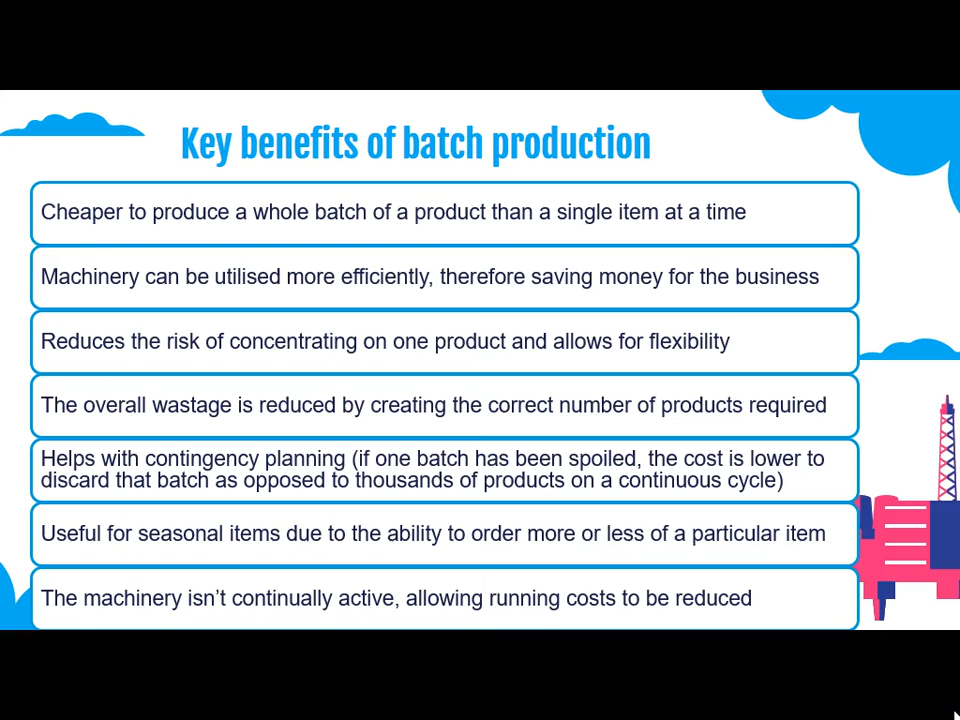 Key benefits of batch production
Cheaper to produce a whole batch of a product than a single item at a time
Machinery can be utilised more efficiently, therefore saving money for the business
Reduces the risk of concentrating on one product and allows for flexibility
The overall wastage is reduced by creating the correct number of products required
Helps with contingency planning (if one batch has been spoiled, the cost is lower to
discard that batch as opposed to thousands of products on a continuous cycle)
Useful for seasonal items due to the ability to order more or less of a particular item
The machinery isn’t continually active, allowing running costs to be reduced